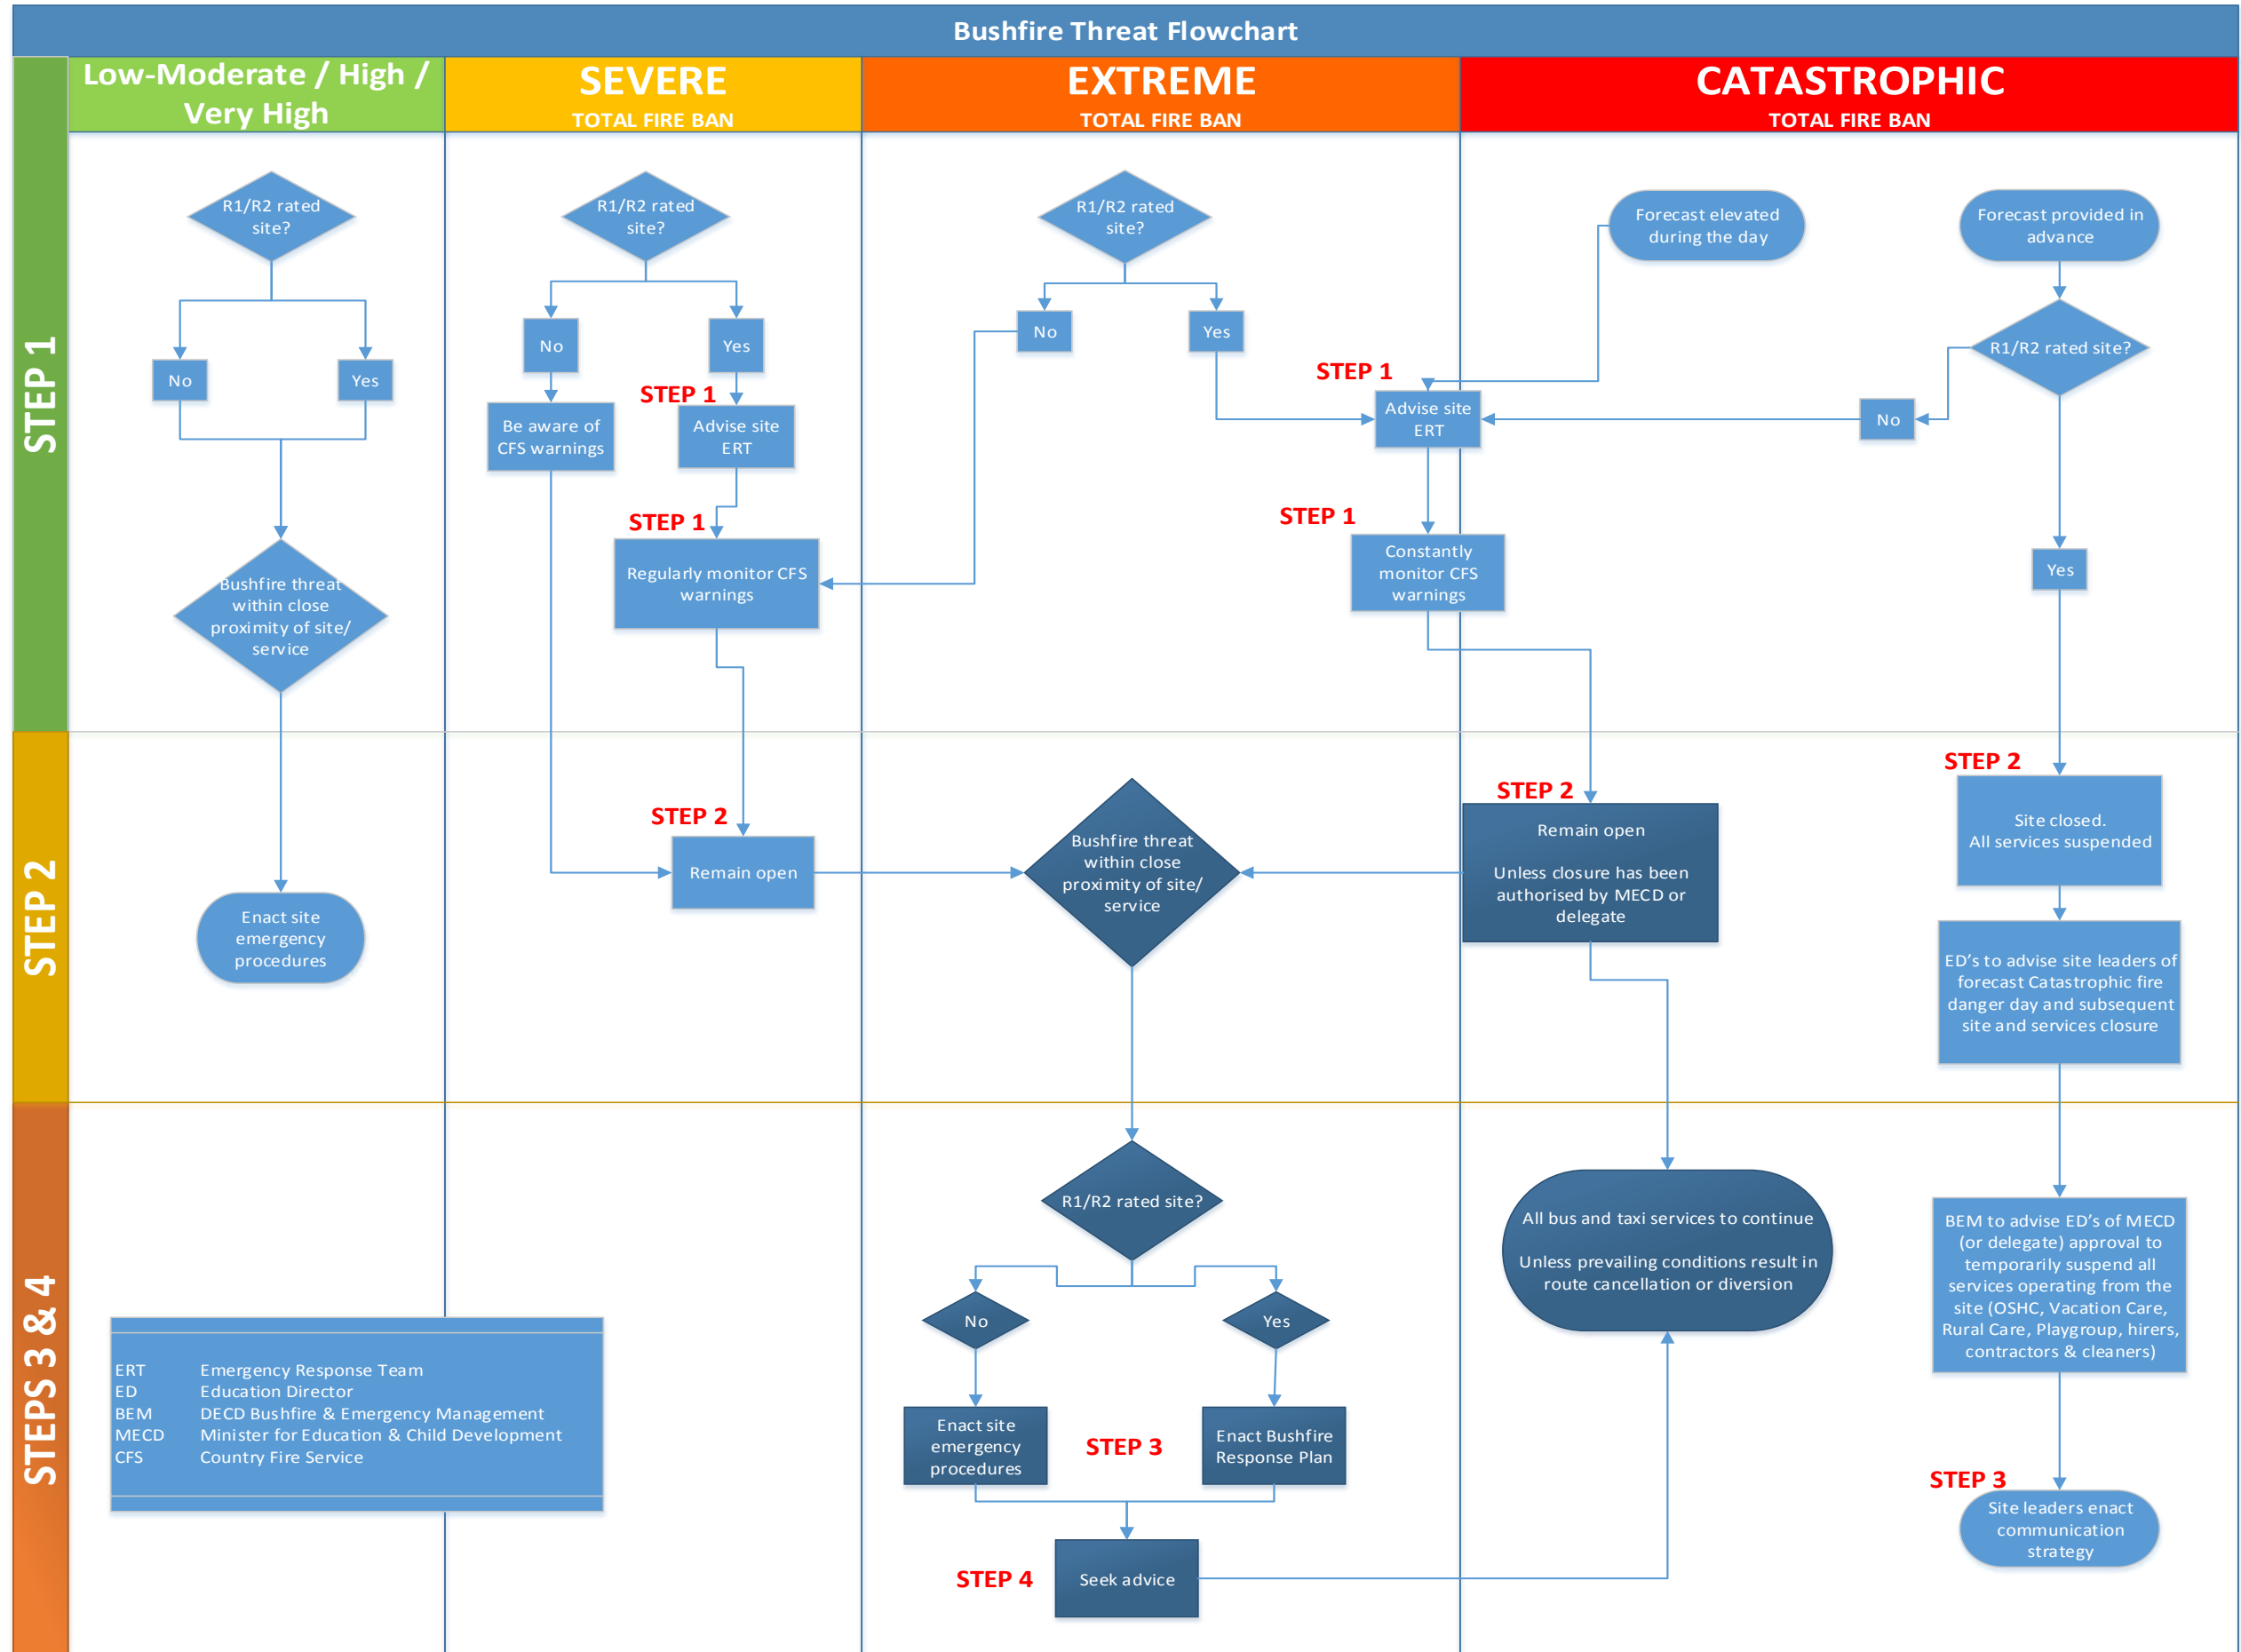 Bushfire Threat Flowchart
Low-Moderate / High /
Very High
SEVERE
TOTAL FIRE BAN
EXTREME
TOTAL FIRE BAN
CATASTROPHIC
TOTAL FIRE BAN
STEP 1
R1/R2 rated
site?
No
Yes
Bushfire threat
within close
proximity of site/
service
R1/R2 rated
site?
No
Yes
Be aware of
CFS warnings
STEP 1
Advise site
ERT
STEP 1
Regularly monitor CFS
warnings
R1/R2 rated
site?
No
Yes
STEP 1
Advise site
ERT
STEP 1
Constantly
monitor CFS
warnings
Forecast elevated
during the day
Forecast provided in
advance
R1/R2 rated site?
No
Yes
STEP 2
Enact site
emergency
procedures
STEP 2
Remain open
Bushfire threat
within close
proximity of site/
service
STEP 2
Remain open
Unless closure has been
authorised by MECD or
delegate
STEP 2
Site closed.
All services suspended
ED's to advise site leaders of
forecast Catastrophic fire
danger day and subsequent
site and services closure
STEPS 3 & 4
ERT Emergency Response Team
ED Education Director
BEM DECD Bushfire & Emergency Management
MECD Minister for Education & Child Development
CFS Country Fire Service
R1/R2 rated site?
No
Yes
Enact site
emergency
procedures
STEP 3
Enact Bushfire
Response Plan
STEP 4
Seek advice
All bus and taxi services to continue
Unless prevailing conditions result in
route cancellation or diversion
BEM to advise ED's of MECD
(or delegate) approval to
temporarily suspend all
services operating from the
site (OSHC, Vacation Care,
Rural Care, Playgroup, hirers,
contractors & cleaners)
STEP 3
Site leaders enact
communication
strategy